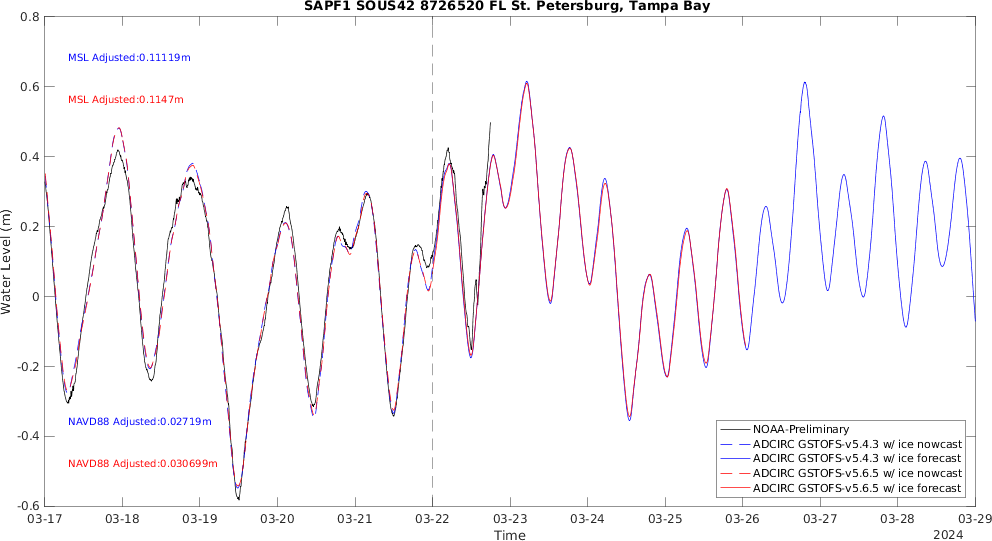 SAPF1 SOUS42 8726520 FL St. Petersburg, Tampa Bay
0.8
0.6
0.4
0.2
0
-0.2
-0.4
-0.6
Water Level (m)
MSL Adjusted:0.11119m
MSL Adjusted:0.1147m
NAVD88 Adjusted:0.02719m
NAVD88 Adjusted:0.030699m
NOAA-Preliminary
ADCIRC GSTOFS-v5.4.3 w/ ice nowcast
ADCIRC GSTOFS-v5.4.3 w/ ice forecast
ADCIRC GSTOFS-v5.6.5 w/ ice nowcast
ADCIRC GSTOFS-v5.6.5 w/ ice forecast
03-17 03-18 03-19 03-20 03-21 03-22 03-23 03-24 03-25 03-26 03-27 03-28 03-29
Time
2024